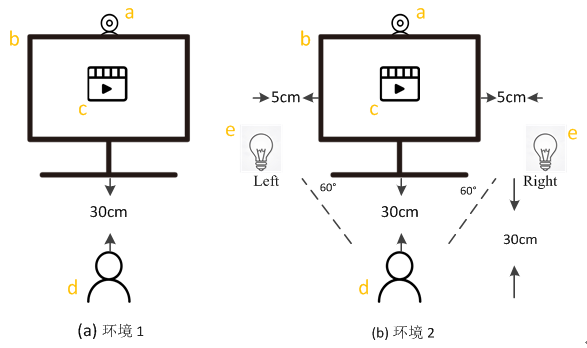 a
b
c
30cm
d
(a) 环境1
a
b
c
5cm
5cm
e
e
Left
Right
60°
60°
30cm
30cm
d
(b) 环境2